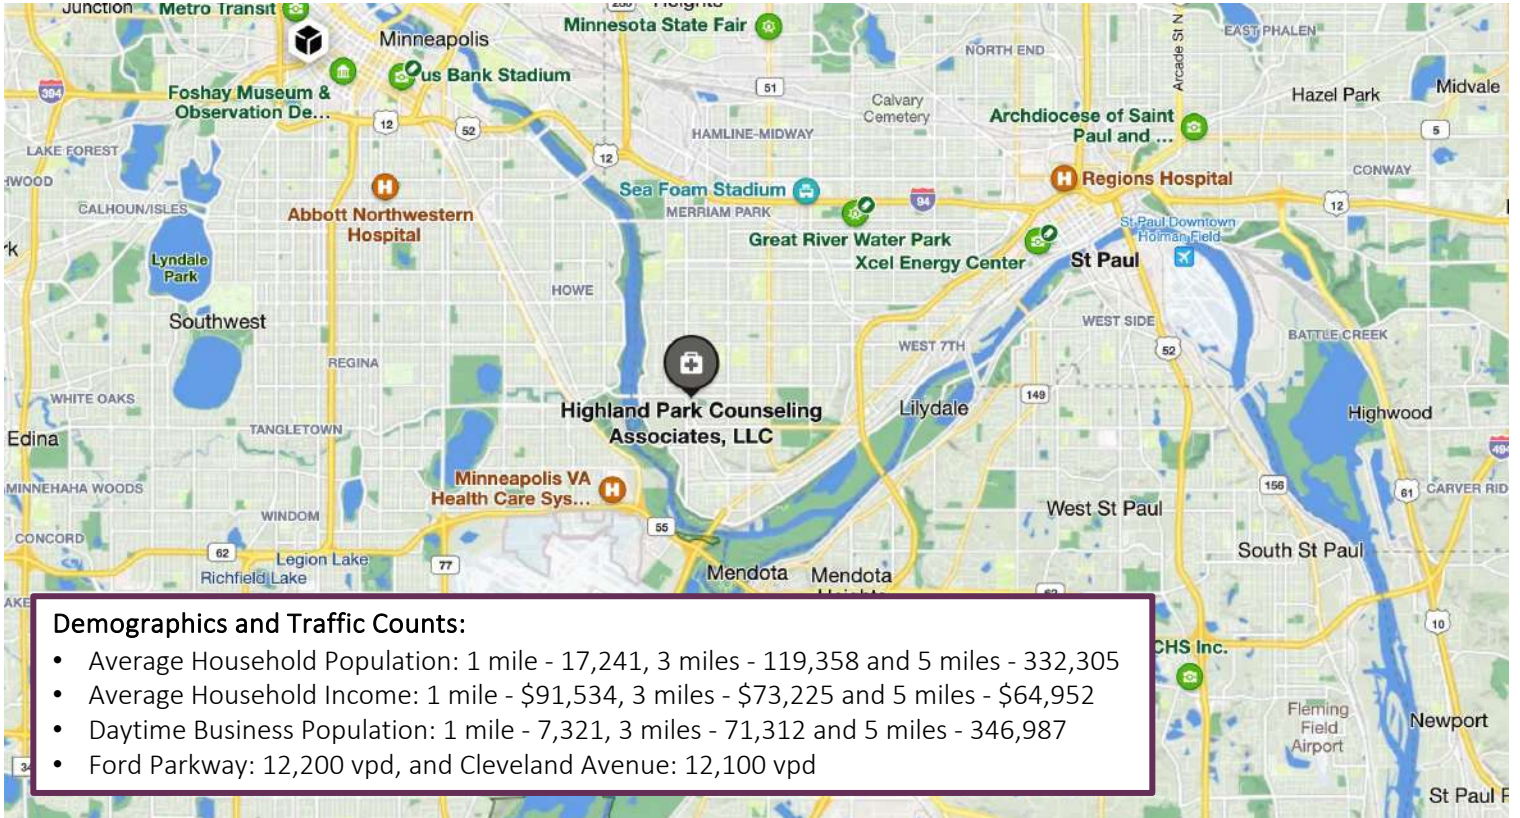 Junction
Metro Transit
280
Heights
Minneapolis
Minnesota State Fair
EAST PHALEN
NORTH END
Arcade St N
394
us Bank Stadium
51
Foshay Museum &
Observation De...
Calvary
Cemetery
Hazel Park
Midvale
12
52
HAMLINE-MIDWAY
Archdiocese of Saint
Paul and ...
5
LAKE FOREST
12
HWOOD
H
Sea Foam Stadium
94
H
Regions Hospital
CONWAY
CALHOUN/ISLES
Abbott Northwestern
Hospital
MERRIAM PARK
12
St Paul Downtown
Holman Field
rk
Great River Water Park
Xcel Energy Center
St Paul
Lyndale
Park
HOWE
Southwest
WEST SIDE
BATTLE CREEK
REGINA
WEST 7TH
52
WHITE OAKS
149
Highland Park Counseling
Associates, LLC
Lilydale
Highwood
Edina
TANGLETOWN
494
Minneapolis VA
Health Care Sys...
H
MINNEHAHA WOODS
156
61
CARVER RID
WINDOM
55
West St Paul
CONCORD
62
Legion Lake
Richfield Lake
77
South St Paul
Mendota
Mendota
Heights
62
LAKE
Demographics and Traffic Counts:
• Average Household Population: 1 mile - 17,241, 3 miles - 119,358 and 5 miles - 332,305
• Average Household Income: 1 mile - $91,534, 3 miles - $73,225 and 5 miles - $64,952
• Daytime Business Population: 1 mile - 7,321, 3 miles - 71,312 and 5 miles - 346,987
• Ford Parkway: 12,200 vpd, and Cleveland Avenue: 12,100 vpd
10
CHS Inc.
Fleming
Field
Airport
Newport
St Paul P